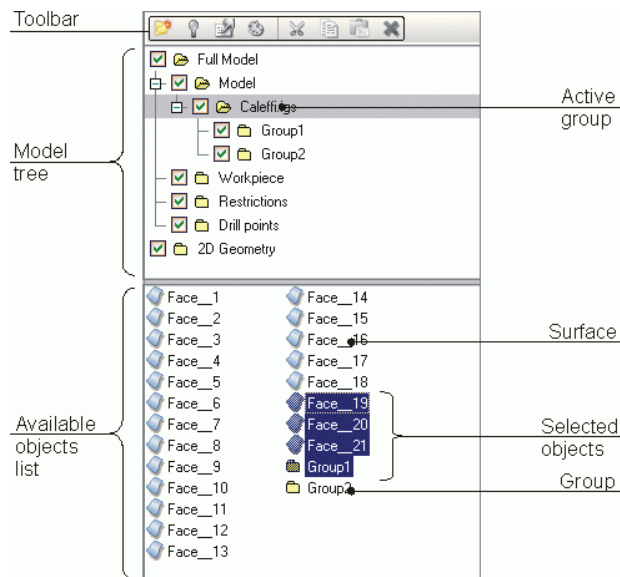 Toolbar
Full Model
Model
Caleffi.igs
Group1
Group2
Workpiece
Restrictions
Drill points
2D Geometry
Model
tree
Active
group
Face__1
Face__2
Face__3
Face__4
Face__5
Face__6
Face__7
Face__8
Face__9
Face__10
Face__11
Face__12
Face__13
Face__14
Face__15
Face__16
Face__17
Face__18
Face__19
Face__20
Face__21
Group1
Group2
Available
objects
list
Surface
Selected
objects
Group